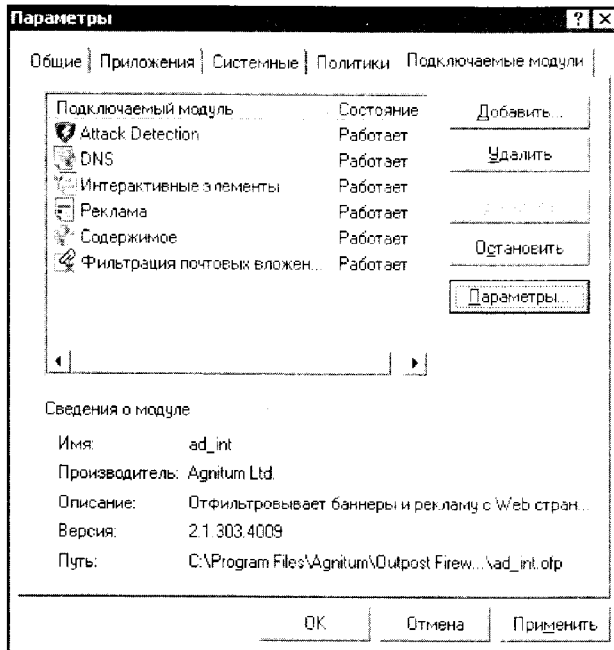 Параметры
Общие Приложения Системные Политики Подключаемые модули
Подключаемый модуль Состояние
Attack Detection Работает
DNS Работает
Интерактивные элементы Работает
Реклама Работает
Содержимое Работает
Фильтрация почтовых вложен... Работает
Добавить...
Удалить
Остановить
Параметры...
Сведения о модуле
Имя: ad_int
Производитель: Agnitum Ltd.
Описание: Отфильтровывает баннеры и рекламу с Web стран...
Версия: 2.1.303.4009
Путь: C:\Program Files\Agnitum\Outpost Firew...\ad_int.ofp
OK Отмена Применить